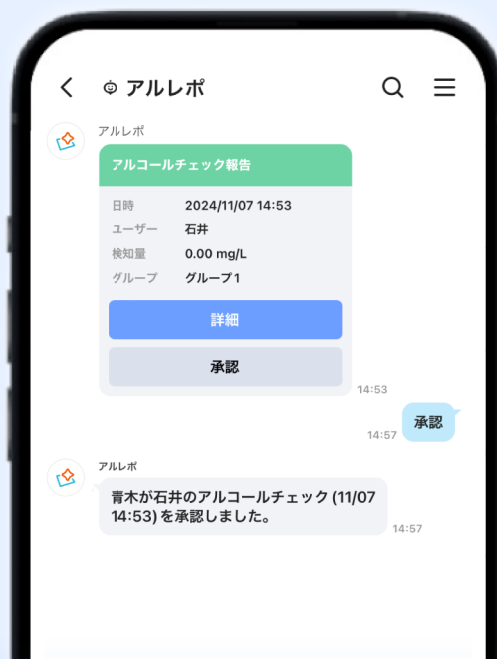 アルレポ
アルレポ
アルコールチェック報告
日時 2024/11/07 14:53
ユーザー 石井
検知量 0.00 mg/L
グループ グループ1
詳細
承認
14:53
承認
14:57
アルレポ
青木が石井のアルコールチェック (11/07
14:53) を承認しました。
14:57